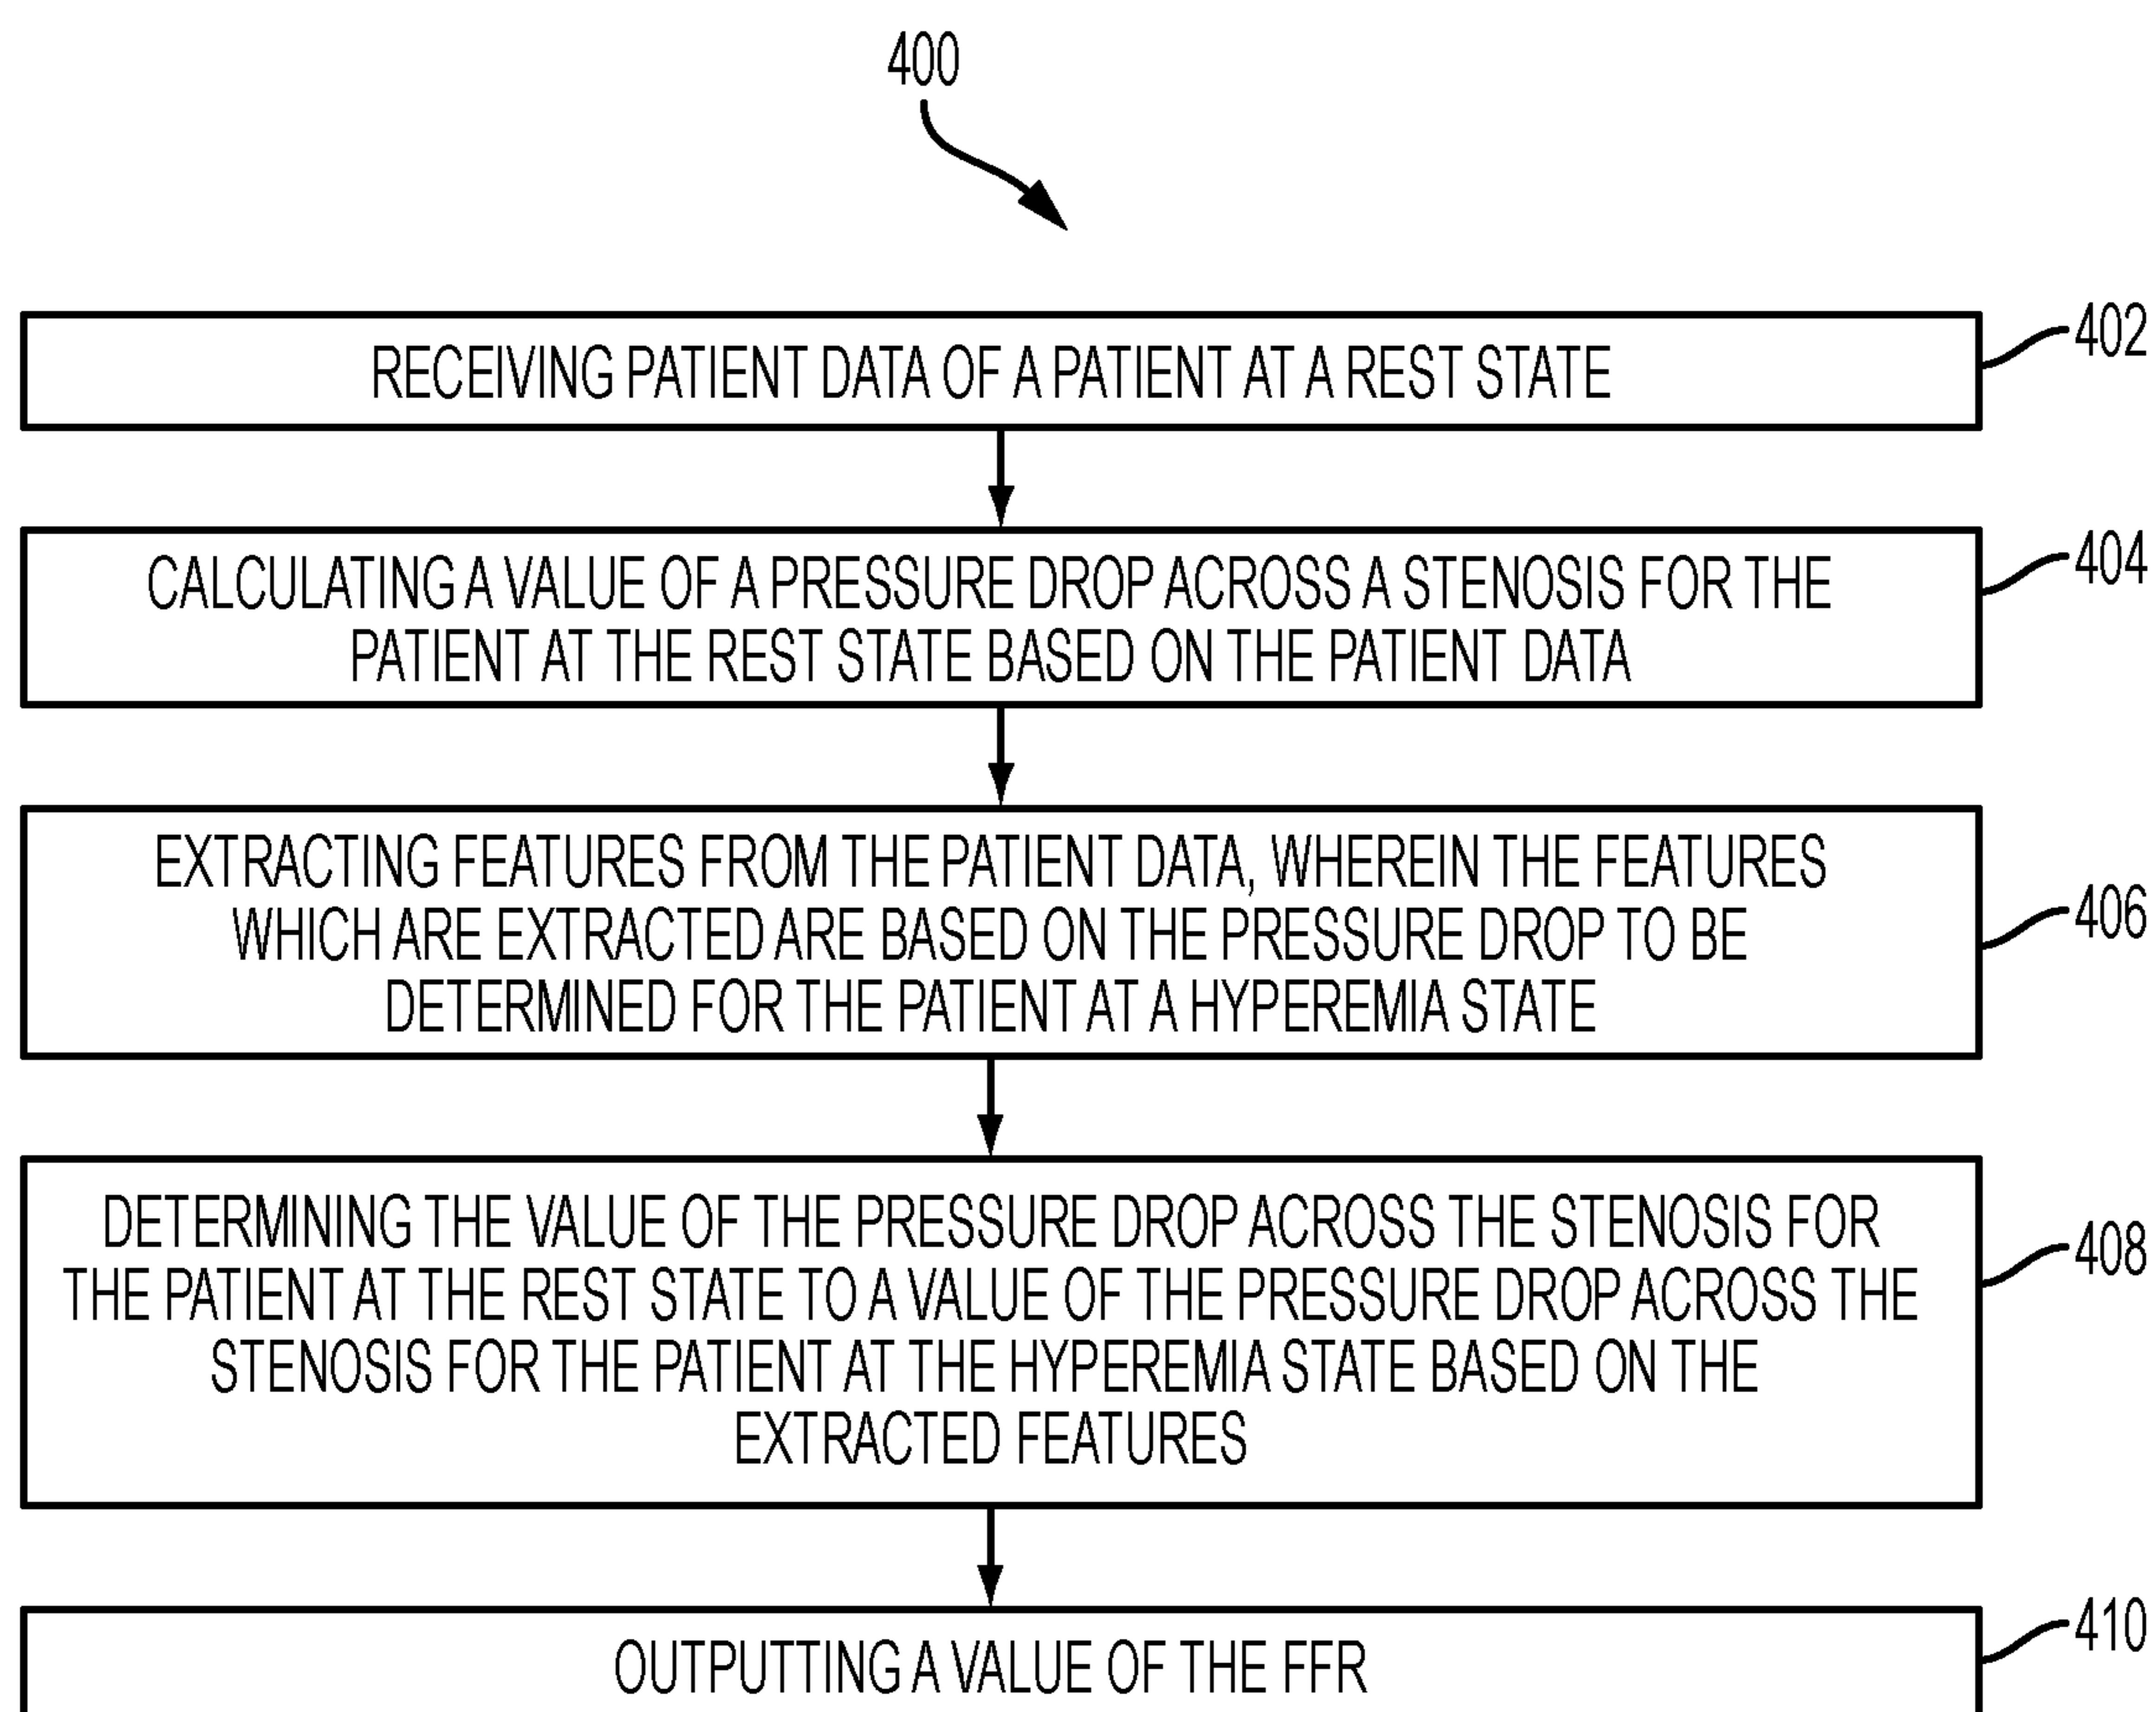 400
RECEIVING PATIENT DATA OF A PATIENT AT A REST STATE
402
CALCULATING A VALUE OF A PRESSURE DROP ACROSS A STENOSIS FOR THE
PATIENT AT THE REST STATE BASED ON THE PATIENT DATA
404
EXTRACTING FEATURES FROM THE PATIENT DATA, WHEREIN THE FEATURES
WHICH ARE EXTRACTED ARE BASED ON THE PRESSURE DROP TO BE
DETERMINED FOR THE PATIENT AT A HYPEREMIA STATE
406
DETERMINING THE VALUE OF THE PRESSURE DROP ACROSS THE STENOSIS FOR
THE PATIENT AT THE REST STATE TO A VALUE OF THE PRESSURE DROP ACROSS THE
STENOSIS FOR THE PATIENT AT THE HYPEREMIA STATE BASED ON THE
EXTRACTED FEATURES
408
OUTPUTTING A VALUE OF THE FFR
410